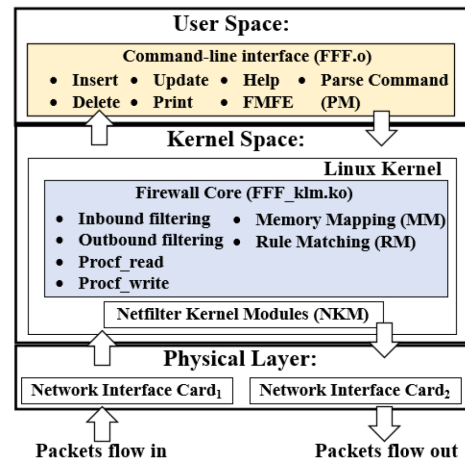 User Space:
Command-line interface (FFF.o)
• Insert • Update • Help • Parse Command
• Delete • Print • FMFE (PM)
Kernel Space:
Linux Kernel
Firewall Core (FFF_klm.ko)
• Inbound filtering • Memory Mapping (MM)
• Outbound filtering • Rule Matching (RM)
• Procf_read
• Procf_write
Netfilter Kernel Modules (NKM)
Physical Layer:
Network Interface Card₁ Network Interface Card₂
Packets flow in Packets flow out